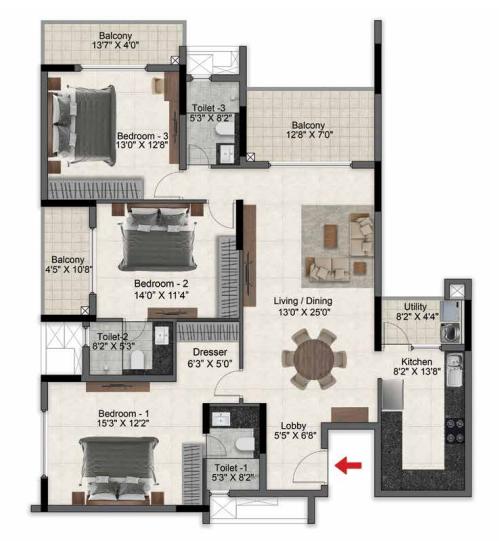 Balcony
13'7" X 4'0"
Toilet -3
5'3" X 8'2"
Bedroom - 3
13'0" X 12'8"
Balcony
12'8" X 7'0"
Balcony
4'5" X 10'8"
Bedroom - 2
14'0" X 11'4"
Living / Dining
13'0" X 25'0"
Utility
8'2" X 4'4"
Toilet-2
8'2" X 5'3"
Dresser
6'3" X 5'0"
Kitchen
8'2" X 13'8"
Bedroom - 1
15'3" X 12'2"
Lobby
5'5" X 6'8"
Toilet -1
5'3" X 8'2"